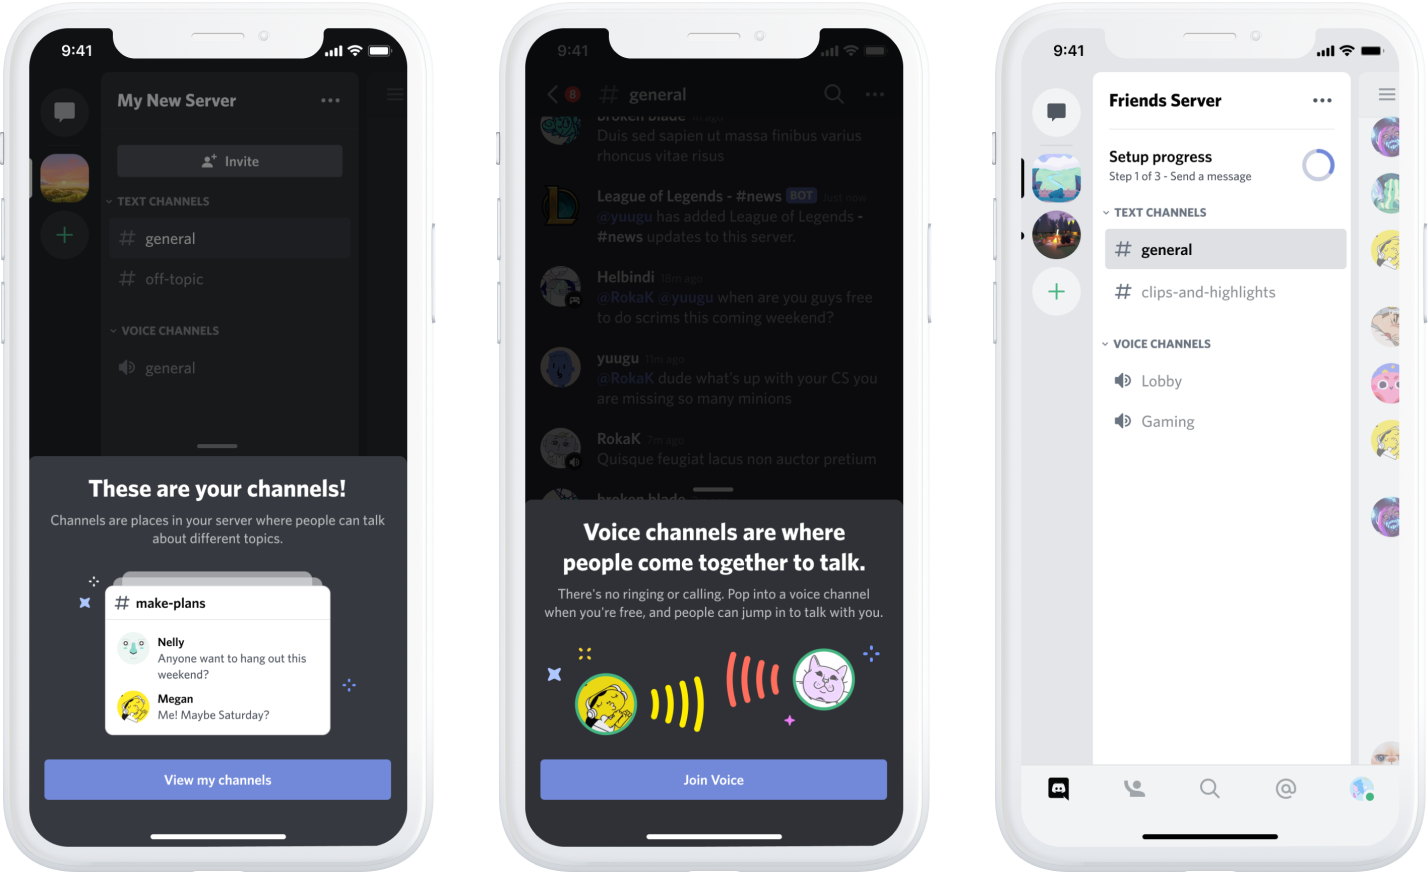 9:41
My New Server
Invite
TEXT CHANNELS
# general
# off-topic
VOICE CHANNELS
general
These are your channels!
Channels are places in your server where people can talk
about different topics.
# make-plans
Nelly
Anyone want to hang out this
weekend?
Megan
Me! Maybe Saturday?
View my channels
9:41
8
# general
broken blade 1m ago
Duis sed sapien ut massa finibus varius
rhoncus vitae risus
League of Legends - #news BOT Just now
@yuugu has added League of Legends -
#news updates to this server.
Helbindi 18m ago
@RokaK @yuugu when are you guys free
to do scrims this coming weekend?
yuugu 11m ago
@RokaK dude what's up with your CS you
are missing so many minions
RokaK 7m ago
Quisque feugiat lacus non auctor pretium
broken blade
Voice channels are where
people come together to talk.
There's no ringing or calling. Pop into a voice channel
when you're free, and people can jump in to talk with you.
Join Voice
9:41
Friends Server
Setup progress
Step 1 of 3 - Send a message
TEXT CHANNELS
# general
# clips-and-highlights
VOICE CHANNELS
Lobby
Gaming
@